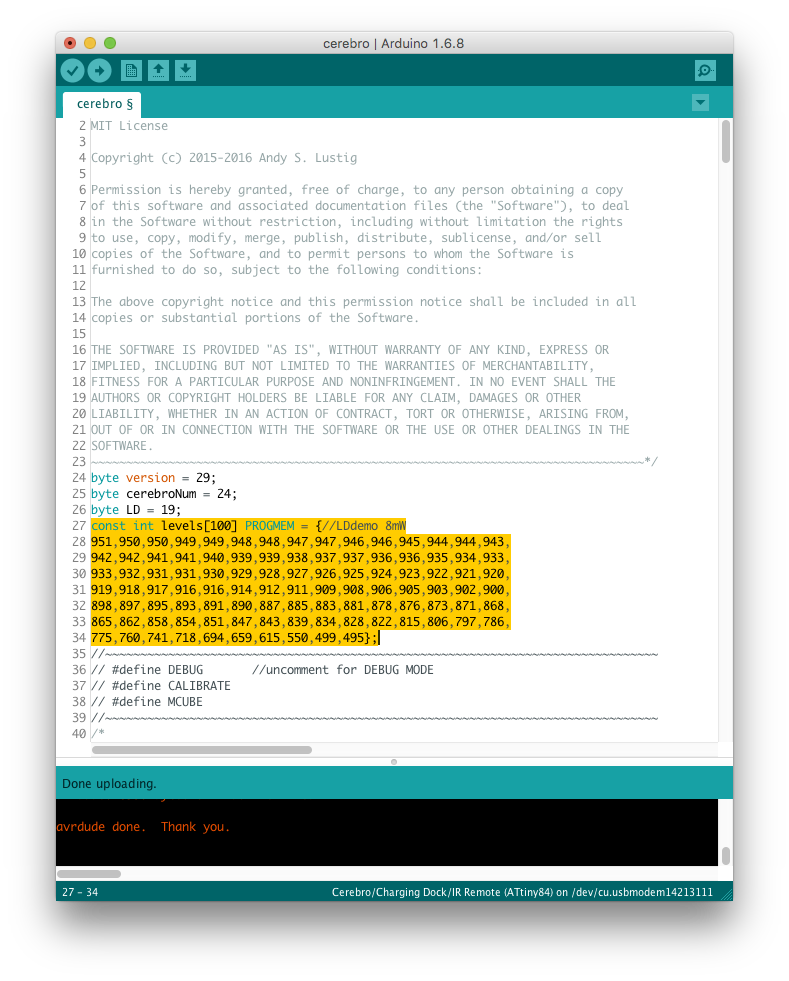 cerebro | Arduino 1.6.8
cerebro §
2 MIT License
3
4 Copyright (c) 2015-2016 Andy S. Lustig
5
6 Permission is hereby granted, free of charge, to any person obtaining a copy
7 of this software and associated documentation files (the "Software"), to deal
8 in the Software without restriction, including without limitation the rights
9 to use, copy, modify, merge, publish, distribute, sublicense, and/or sell
10 copies of the Software, and to permit persons to whom the Software is
11 furnished to do so, subject to the following conditions:
12
13 The above copyright notice and this permission notice shall be included in all
14 copies or substantial portions of the Software.
15
16 THE SOFTWARE IS PROVIDED "AS IS", WITHOUT WARRANTY OF ANY KIND, EXPRESS OR
17 IMPLIED, INCLUDING BUT NOT LIMITED TO THE WARRANTIES OF MERCHANTABILITY,
18 FITNESS FOR A PARTICULAR PURPOSE AND NONINFRINGEMENT. IN NO EVENT SHALL THE
19 AUTHORS OR COPYRIGHT HOLDERS BE LIABLE FOR ANY CLAIM, DAMAGES OR OTHER
20 LIABILITY, WHETHER IN AN ACTION OF CONTRACT, TORT OR OTHERWISE, ARISING FROM,
21 OUT OF OR IN CONNECTION WITH THE SOFTWARE OR THE USE OR OTHER DEALINGS IN THE
22 SOFTWARE.
23 ~~~~~~~~~~~~~~~~~~~~~~~~~~~~~~~~~~~~~~~~~~~~~~~~~~~~~~~~~~~~~~~~~~~~~~~~~~~~~~~*/
24 byte version = 29;
25 byte cerebroNum = 24;
26 byte LD = 19;
27 const int levels[100] PROGMEM = {//LDdemo 8mW
28 951,950,950,949,949,948,948,947,947,946,946,945,944,944,943,
29 942,942,941,941,940,939,939,938,937,937,936,936,935,934,933,
30 933,932,931,931,930,929,928,927,926,925,924,923,922,921,920,
31 919,918,917,916,916,914,912,911,909,908,906,905,903,902,900,
32 898,897,895,893,891,890,887,885,883,881,878,876,873,871,868,
33 865,862,858,854,851,847,843,839,834,828,822,815,806,797,786,
34 775,760,741,718,694,659,615,550,499,495};
35 //~~~~~~~~~~~~~~~~~~~~~~~~~~~~~~~~~~~~~~~~~~~~~~~~~~~~~~~~~~~~~~~~~~~~~~~~~~~~~~~
36 // #define DEBUG       //uncomment for DEBUG MODE
37 // #define CALIBRATE
38 // #define MCUBE
39 //~~~~~~~~~~~~~~~~~~~~~~~~~~~~~~~~~~~~~~~~~~~~~~~~~~~~~~~~~~~~~~~~~~~~~~~~~~~~~~~
40 /*
Done uploading.
avrdude done.  Thank you.
27 – 34
Cerebro/Charging Dock/IR Remote (ATtiny84) on /dev/cu.usbmodem14213111